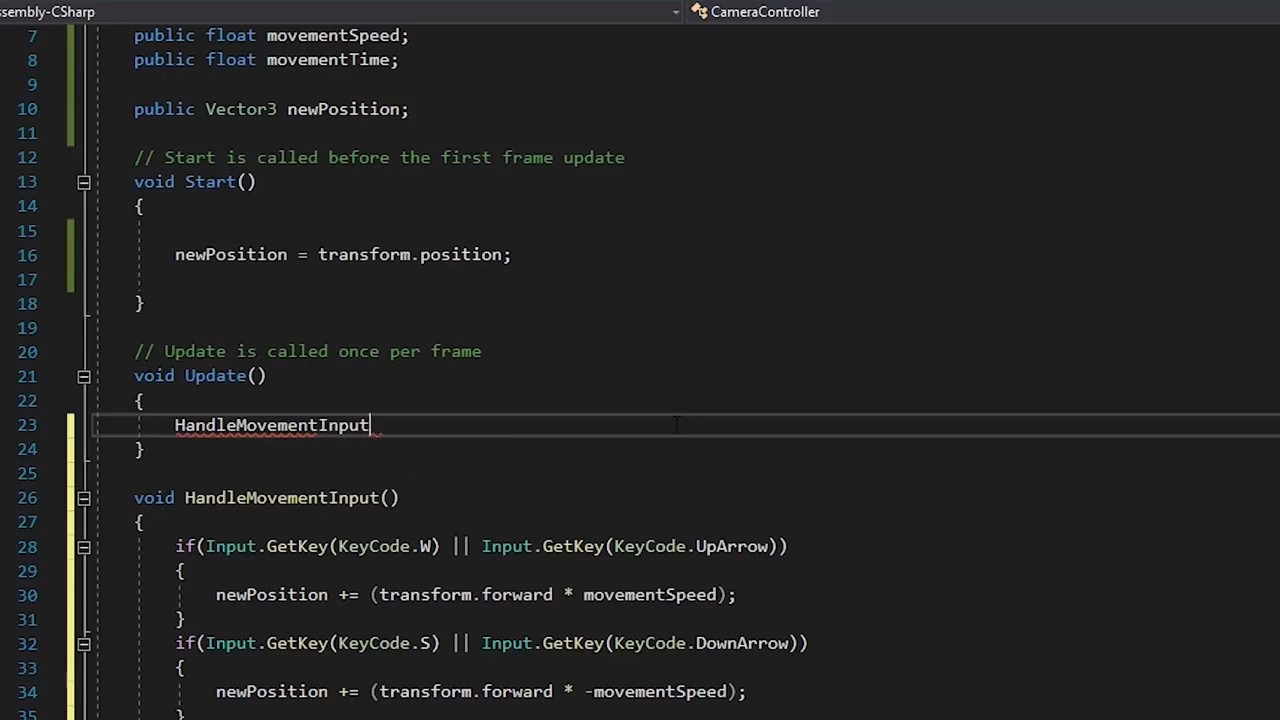 ssembly-CSharp CameraController
7 public float movementSpeed;
8 public float movementTime;
9
10 public Vector3 newPosition;
11
12 // Start is called before the first frame update
13 void Start()
14 {
15
16 newPosition = transform.position;
17
18 }
19
20 // Update is called once per frame
21 void Update()
22 {
23 HandleMovementInput
24 }
25
26 void HandleMovementInput()
27 {
28 if(Input.GetKey(KeyCode.W) || Input.GetKey(KeyCode.UpArrow))
29 {
30 newPosition += (transform.forward * movementSpeed);
31 }
32 if(Input.GetKey(KeyCode.S) || Input.GetKey(KeyCode.DownArrow))
33 {
34 newPosition += (transform.forward * -movementSpeed);
35 }